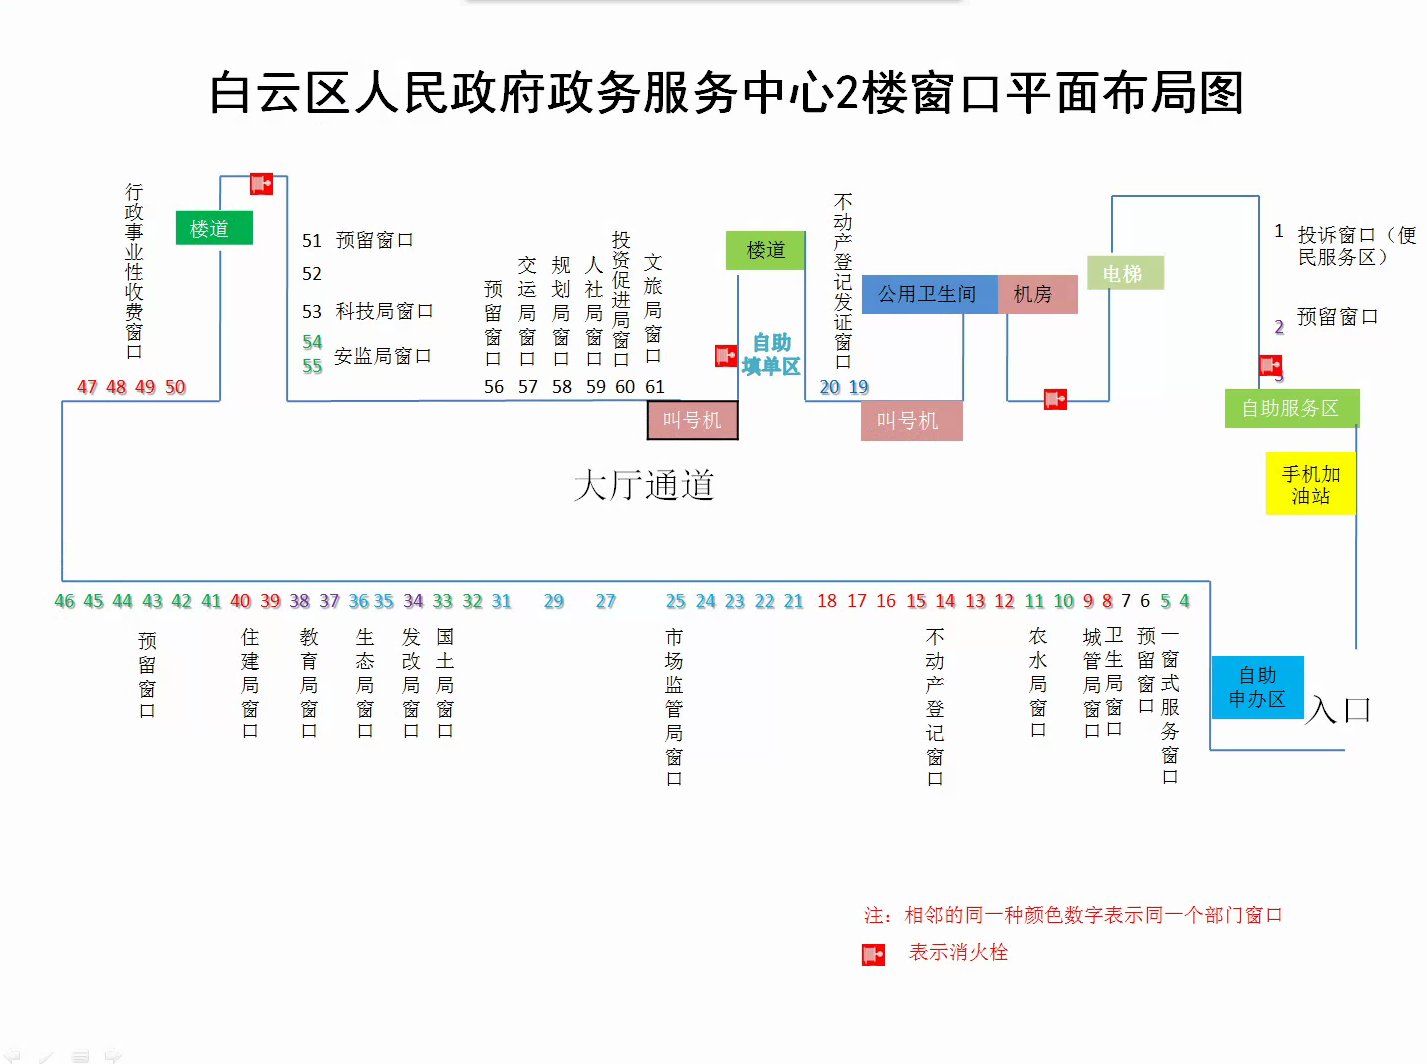 白云区人民政府政务服务中心2楼窗口平面布局图
行政事业性收费窗口
楼道
47 48 49 50
51 预留窗口
52
53 科技局窗口
54
55
安监局窗口
预留窗口
交运局窗口
规划局窗口
人社局窗口
投资促进局窗口
文旅局窗口
56 57 58 59 60 61
叫号机
楼道
自助
填单区
不动产登记发证窗口
20 19
公用卫生间
机房
叫号机
电梯
1 投诉窗口（便
民服务区）
2 预留窗口
自助服务区
手机加
油站
大厅通道
46 45 44 43 42 41 40 39 38 37 36 35 34 33 32 31 29 27 25 24 23 22 21 18 17 16 15 14 13 12 11 10 9 8 7 6 5 4
预留窗口
住建局窗口
教育局窗口
生态局窗口
发改局窗口
国土局窗口
市场监管局窗口
不动产登记窗口
农水局窗口
城管局窗口
卫生局窗口
预留窗口
一窗式服务窗口
自助
申办区
入口
注：相邻的同一种颜色数字表示同一个部门窗口
表示消火栓